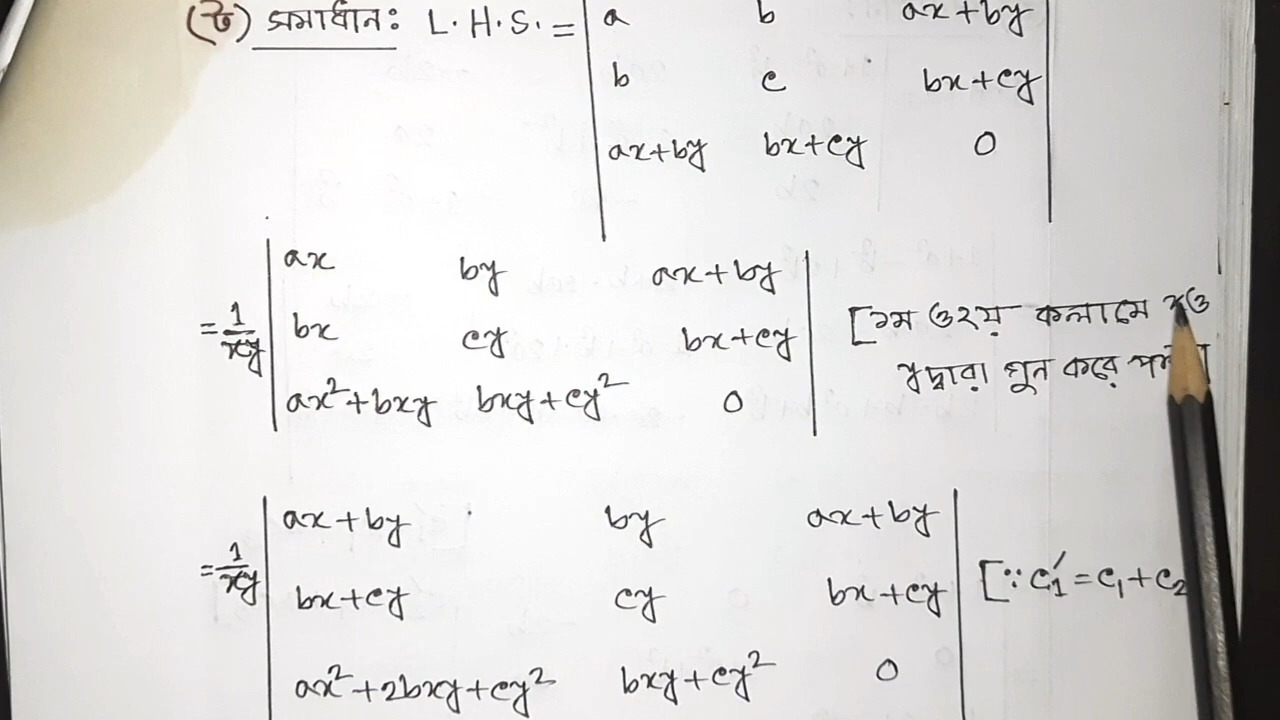 (ঊ) সমাধান: L.H.S. = | a b ax+by |
| b c bx+cy |
| ax+by bx+cy 0 |
= 1/xy | ax by ax+by |
| bx cy bx+cy | [১ম ও ২য় কলামে x ও
| ax²+bxy bxy+cy² 0 | y দ্বারা গুন করে
= 1/xy | ax+by by ax+by |
| bx+cy cy bx+cy | [∵ c₁′ = c₁+c₂
| ax²+2bxy+cy² bxy+cy² 0 |